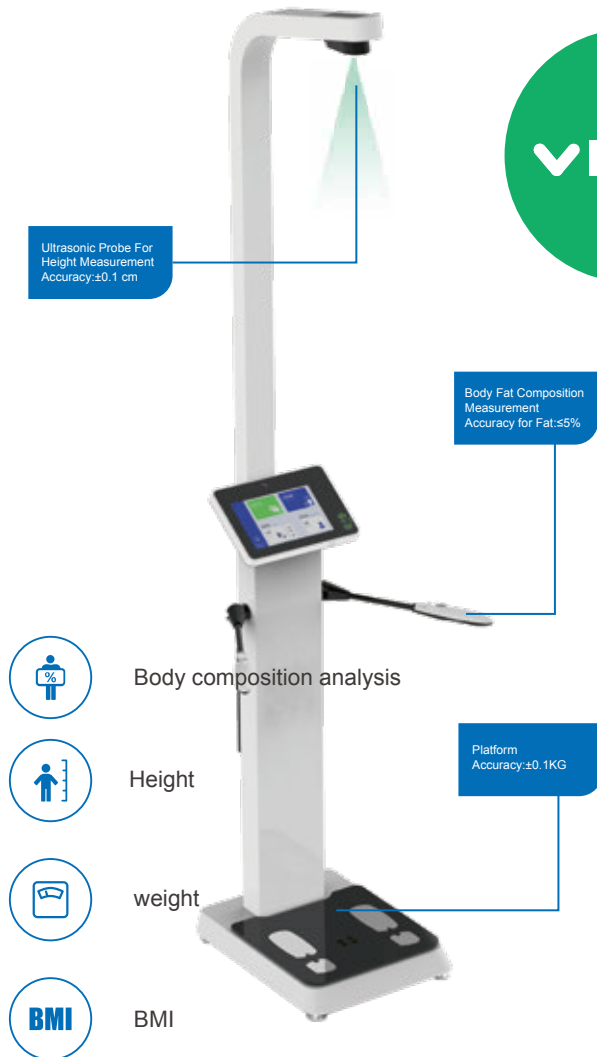 Ultrasonic Probe For
Height Measurement
Accuracy:±0.1 cm
Body Fat Composition
Measurement
Accuracy for Fat:≤5%
%
Body composition analysis
Height
Platform
Accuracy:±0.1KG
weight
BMI
BMI